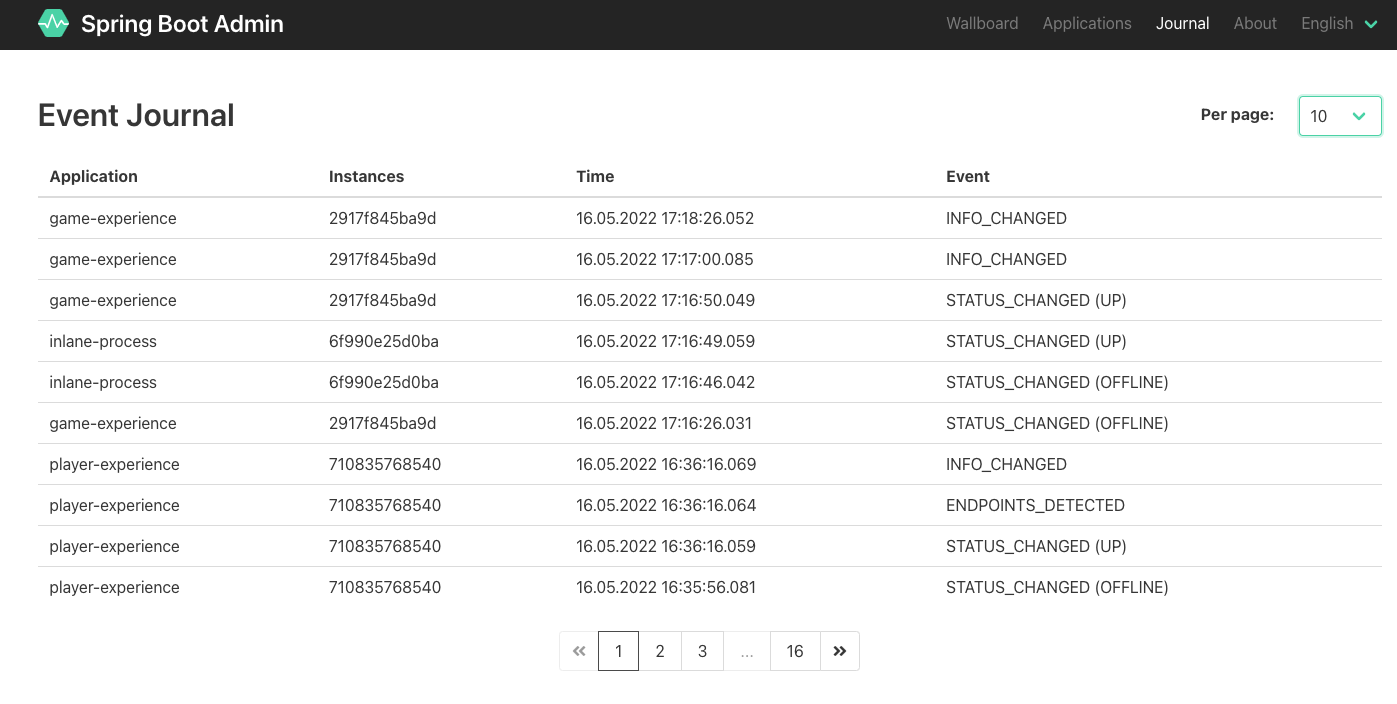 Spring Boot Admin Wallboard Applications Journal About English
Event Journal Per page: 10
Application Instances Time Event
game-experience 2917f845ba9d 16.05.2022 17:18:26.052 INFO_CHANGED
game-experience 2917f845ba9d 16.05.2022 17:17:00.085 INFO_CHANGED
game-experience 2917f845ba9d 16.05.2022 17:16:50.049 STATUS_CHANGED (UP)
inlane-process 6f990e25d0ba 16.05.2022 17:16:49.059 STATUS_CHANGED (UP)
inlane-process 6f990e25d0ba 16.05.2022 17:16:46.042 STATUS_CHANGED (OFFLINE)
game-experience 2917f845ba9d 16.05.2022 17:16:26.031 STATUS_CHANGED (OFFLINE)
player-experience 710835768540 16.05.2022 16:36:16.069 INFO_CHANGED
player-experience 710835768540 16.05.2022 16:36:16.064 ENDPOINTS_DETECTED
player-experience 710835768540 16.05.2022 16:36:16.059 STATUS_CHANGED (UP)
player-experience 710835768540 16.05.2022 16:35:56.081 STATUS_CHANGED (OFFLINE)
« 1 2 3 ... 16 »